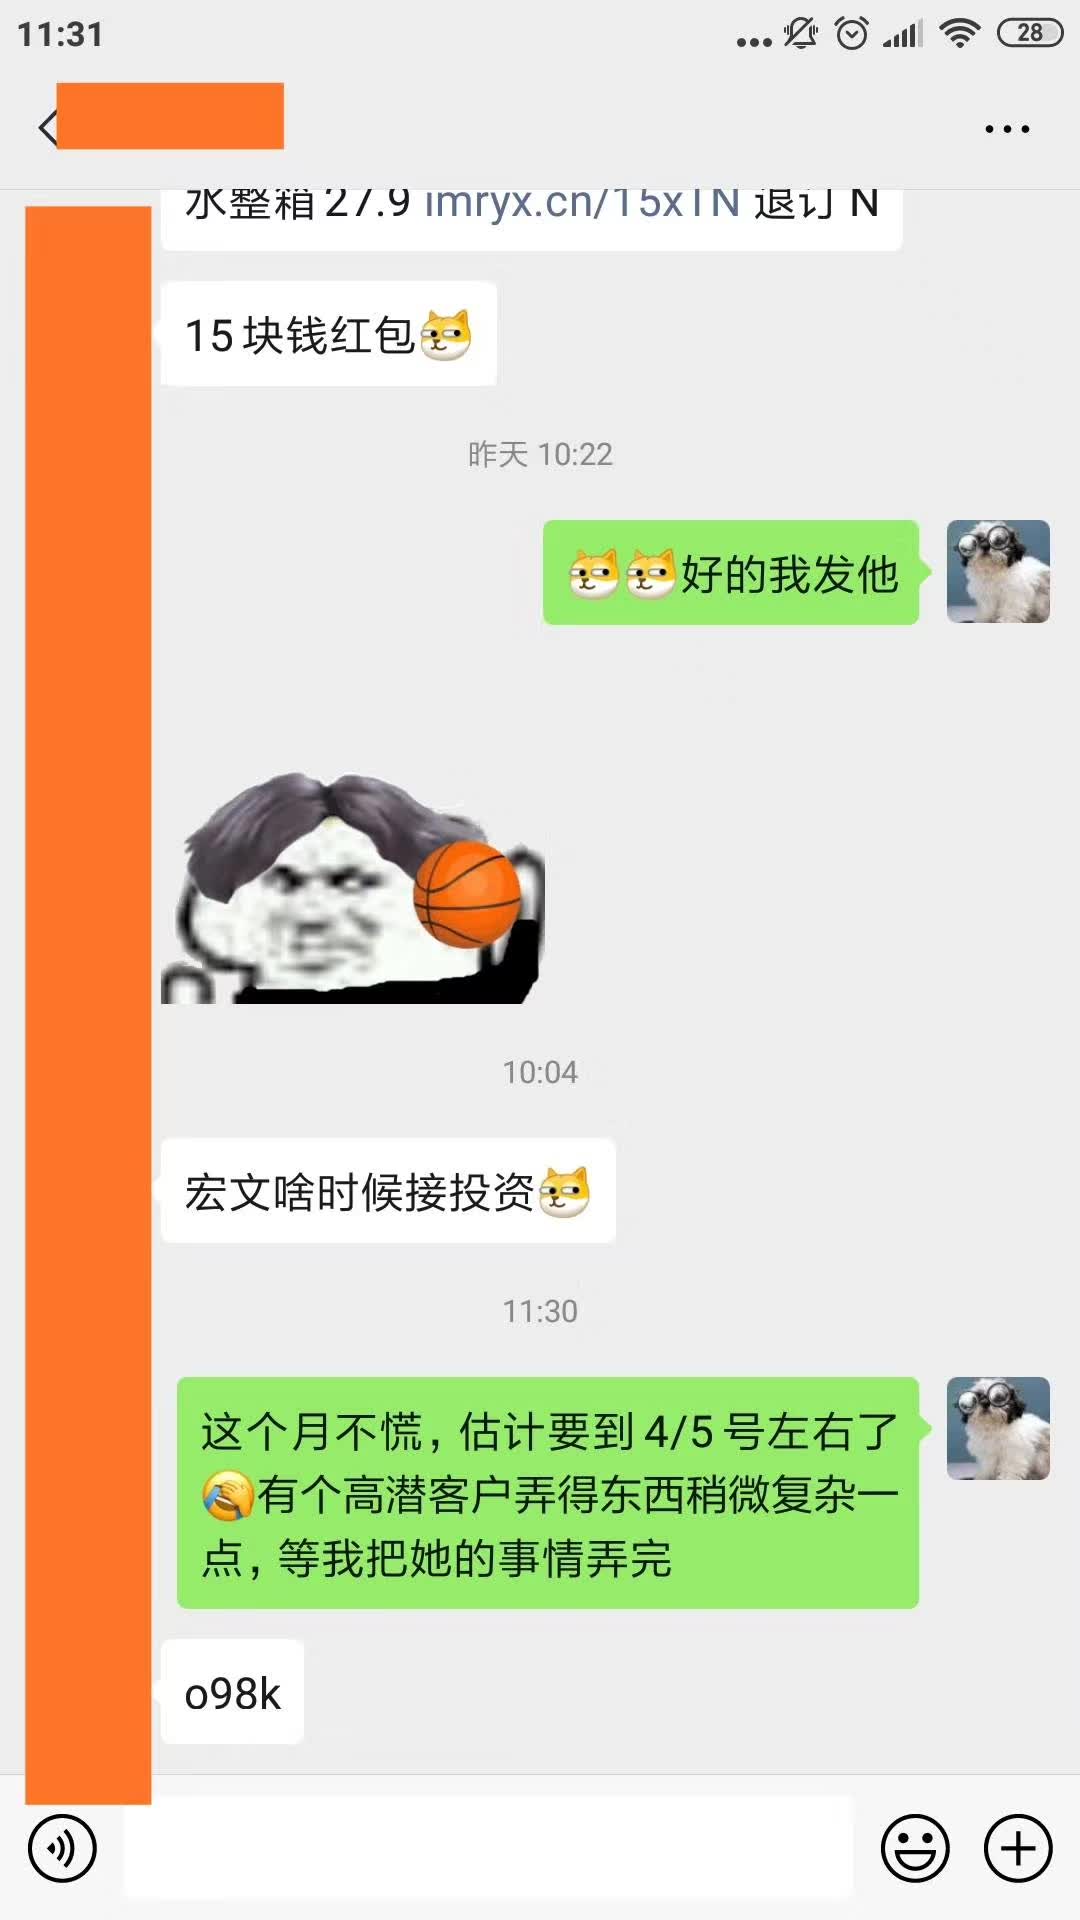 11:31
28
水整箱 27.9 imryx.cn/15x1N 退订 N
15块钱红包
昨天 10:22
好的我发他
10:04
宏文啥时候接投资
11:30
这个月不慌，估计要到 4/5 号左右了
有个高潜客户弄得东西稍微复杂一
点，等我把她的事情弄完
o98k